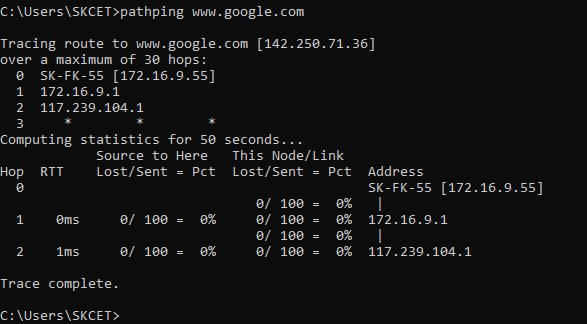 C:\Users\SKCET>pathping www.google.com
Tracing route to www.google.com [142.250.71.36]
over a maximum of 30 hops:
  0  SK-FK-55 [172.16.9.55]
  1  172.16.9.1
  2  117.239.104.1
  3     *        *        *
Computing statistics for 50 seconds...
            Source to Here   This Node/Link
Hop  RTT    Lost/Sent = Pct  Lost/Sent = Pct  Address
  0                                           SK-FK-55 [172.16.9.55]
                                0/ 100 =  0%   |
  1    0ms     0/ 100 =  0%     0/ 100 =  0%  172.16.9.1
                                0/ 100 =  0%   |
  2    1ms     0/ 100 =  0%     0/ 100 =  0%  117.239.104.1
Trace complete.
C:\Users\SKCET>